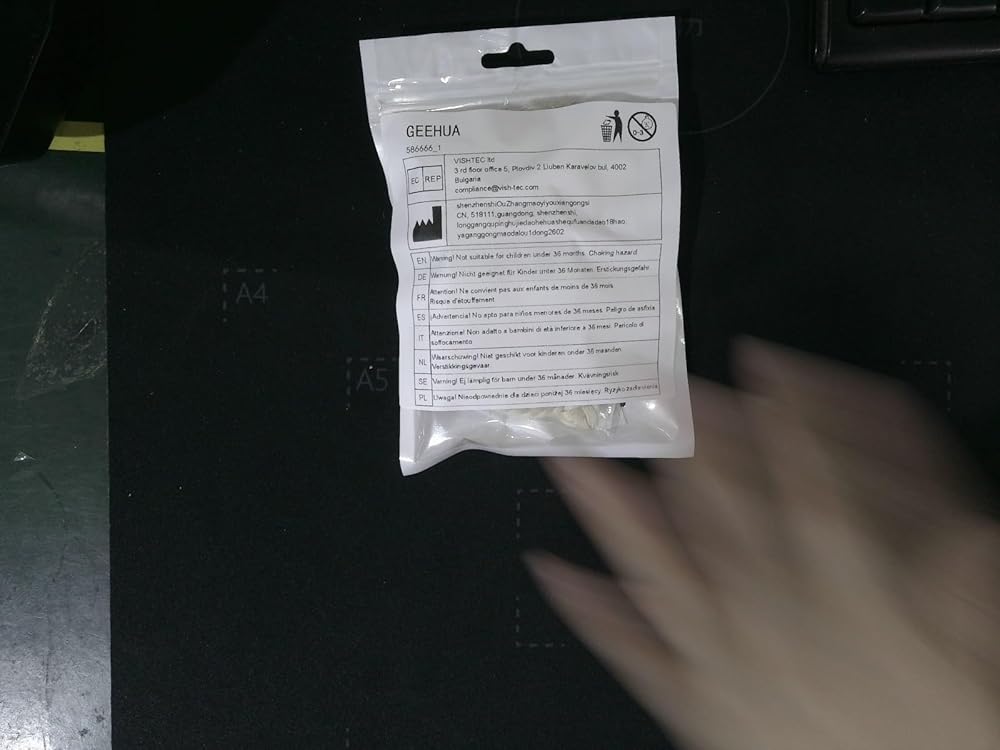 GEEHUA
586666_1
0-3
EC REP
VISHTEC ltd
3 rd floor office 5, Plovdiv 2 Liuben Karavelov bul, 4002
Bulgaria
compliance@vish-tec.com
shenzhenshiOuZhangmaoyiyouxiangongsi
CN, 518111,guangdong, shenzhenshi,
longgangqupinghujiedaohehuashequfuandadao18hao
yaganggongmaodalou1dong2602
EN Warning! Not suitable for children under 36 months. Choking hazard
DE Warnung! Nicht geeignet für Kinder unter 36 Monaten. Erstickungsgefahr
FR Attention! Ne convient pas aux enfants de moins de 36 mois.
Risque d'étouffement
ES ¡Advertencia! No apto para niños menores de 36 meses. Peligro de asfixia
IT Attenzione! Non adatto a bambini di età inferiore a 36 mesi. Pericolo di
soffocamento
NL Waarschuwing! Niet geschikt voor kinderen onder 36 maanden
Verstikkingsgevaar
SE Varning! Ej lämplig för barn under 36 månader. Kvävningsrisk
PL Uwaga! Nieodpowiednie dla dzieci poniżej 36 miesięcy. Ryzyko zadławienia
A4
A5